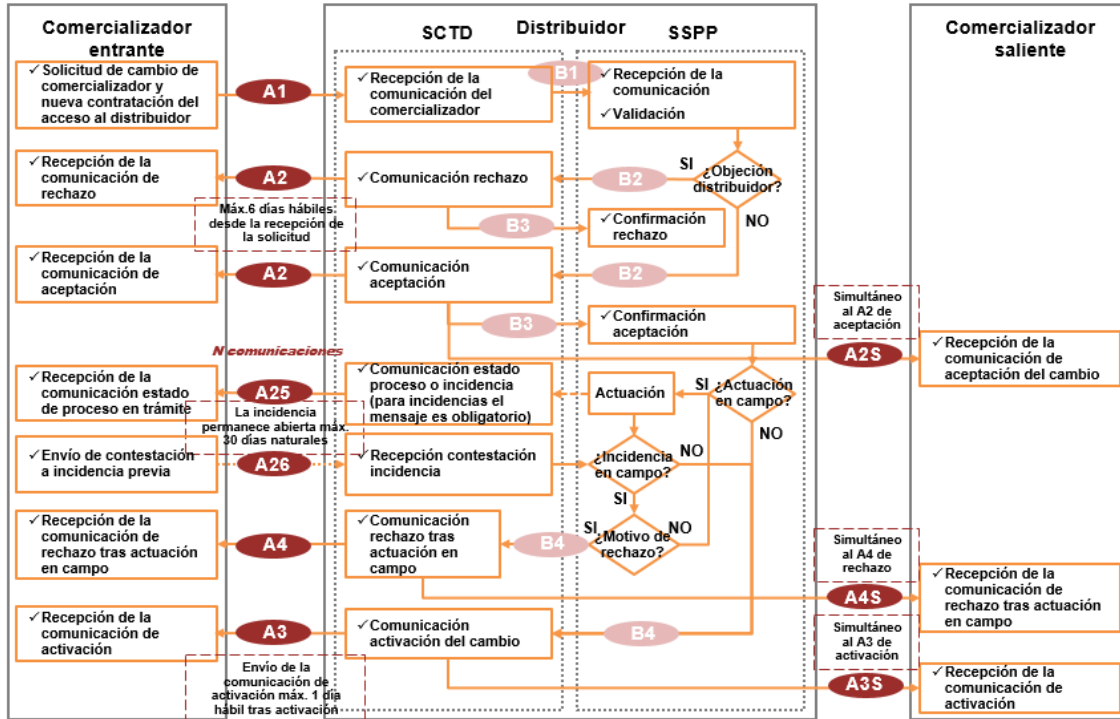 Comercializador
entrante
Distribuidor
SCTD
SSPP
Comercializador
saliente
✓ Solicitud de cambio de
comercializador y
nueva contratación del
acceso al distribuidor
A1
✓ Recepción de la
comunicación del
comercializador
B1
✓ Recepción de la
comunicación
✓ Validación
SI
¿Objeción
distribuidor?
NO
✓ Recepción de la
comunicación de
rechazo
A2
✓ Comunicación rechazo
B2
Máx.6 días hábiles
desde la recepción de
la solicitud
B3
✓ Confirmación
rechazo
✓ Recepción de la
comunicación de
aceptación
A2
✓ Comunicación
aceptación
B2
B3
✓ Confirmación
aceptación
Simultáneo
al A2 de
aceptación
A2S
✓ Recepción de la
comunicación de
aceptación del cambio
N comunicaciones
✓ Recepción de la
comunicación estado
de proceso en trámite
A25
✓ Comunicación estado
proceso o incidencia
(para incidencias el
mensaje es obligatorio)
Actuación
SI
¿Actuación
en campo?
NO
La incidencia
permanece abierta máx.
30 días naturales
✓ Envío de contestación
a incidencia previa
A26
✓ Recepción contestación
incidencia
¿Incidencia
en campo?
NO
SI
✓ Recepción de la
comunicación de
rechazo tras actuación
en campo
A4
✓ Comunicación
rechazo tras
actuación en
campo
B4
SI
¿Motivo de
rechazo?
NO
Simultáneo
al A4 de
rechazo
A4S
✓ Recepción de la
comunicación de
rechazo tras actuación
en campo
✓ Recepción de la
comunicación de
activación
A3
✓ Comunicación
activación del cambio
B4
Simultáneo
al A3 de
activación
A3S
✓ Recepción de la
comunicación de
activación
Envío de la
comunicación de
activación máx. 1 día
hábil tras activación